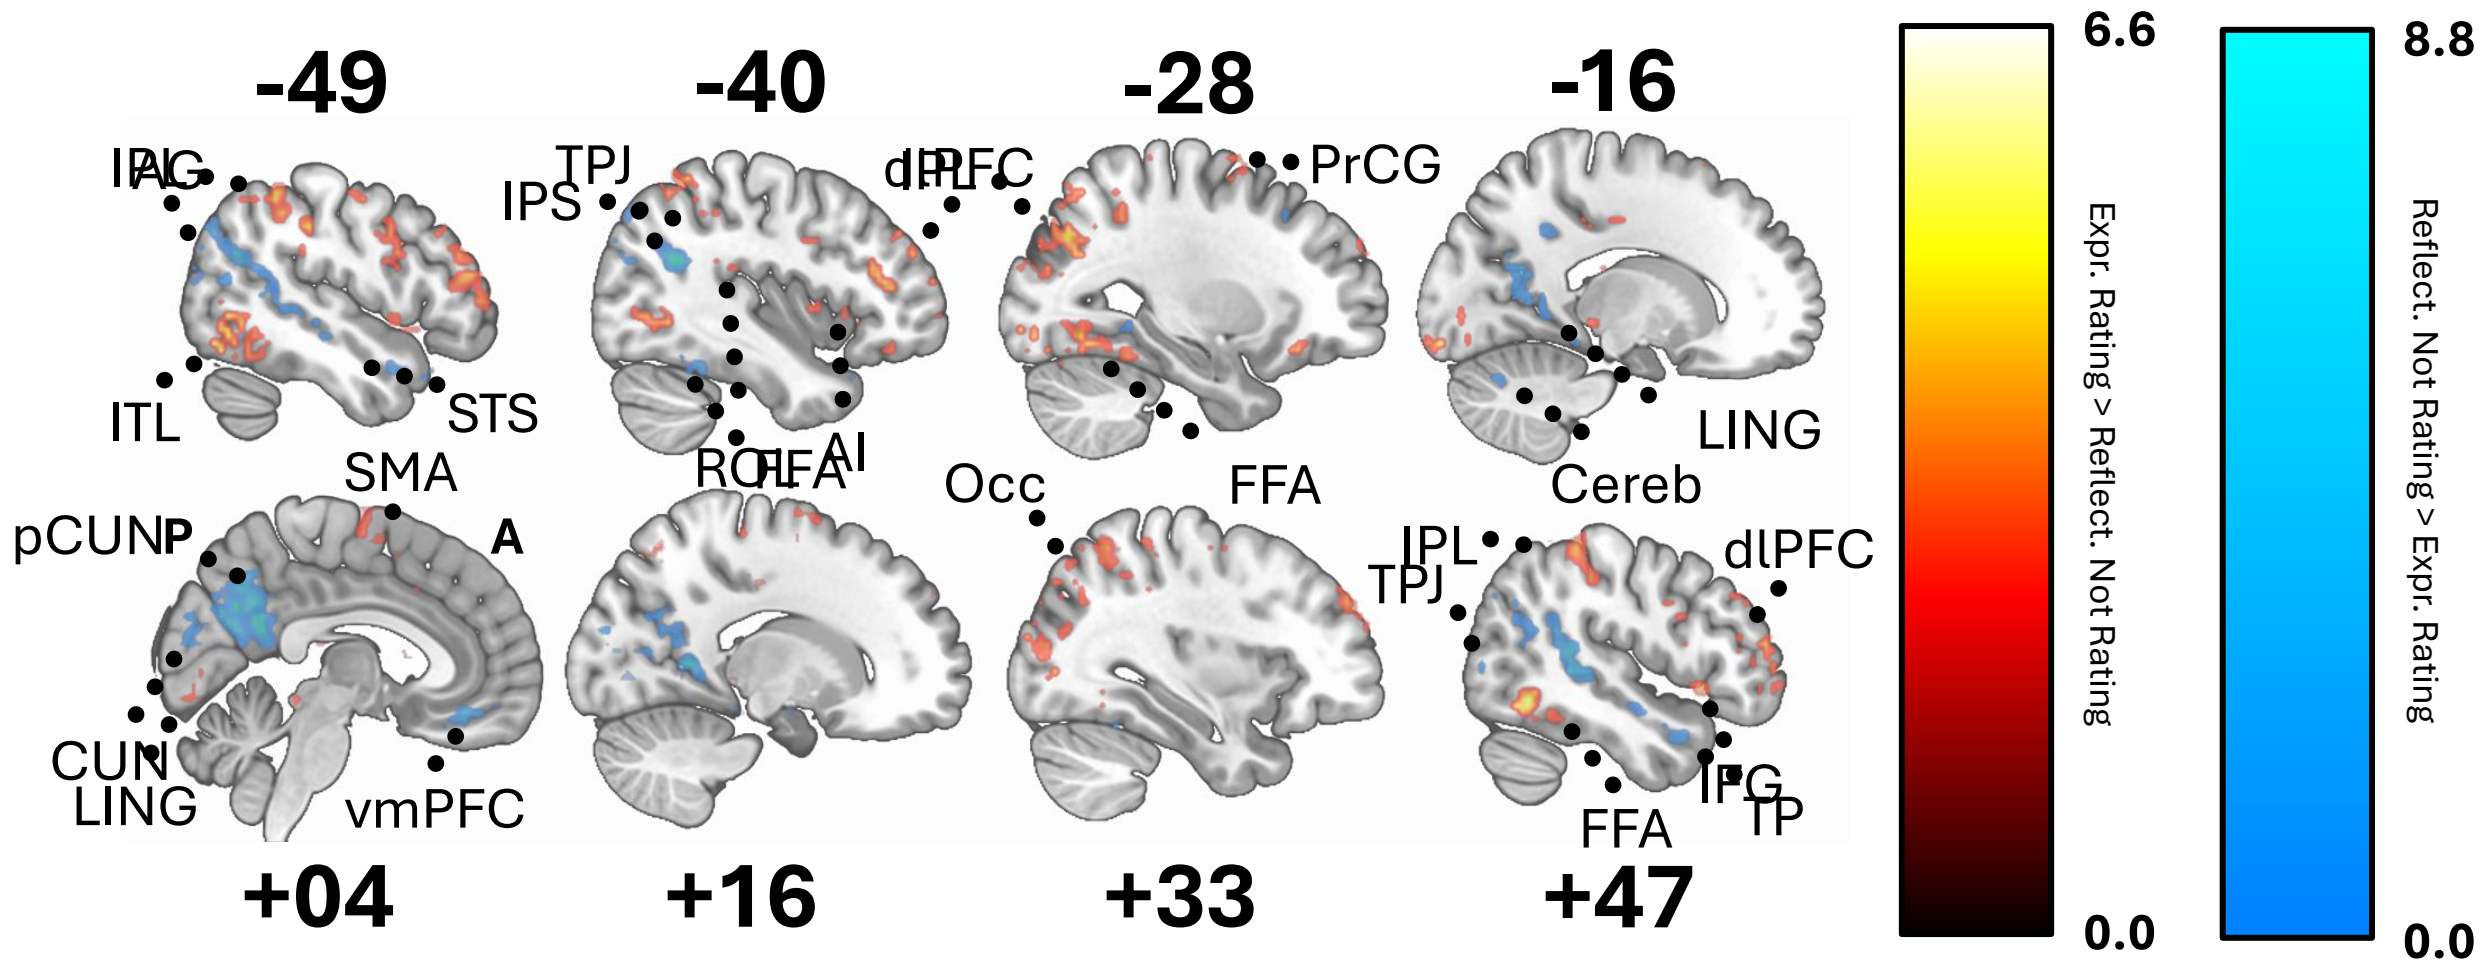 -49
-40
-28
-16
IPL
AG
TPJ
IPS
dlPFC
IPL
PrCG
ITL
STS
ROL
FFA
AI
FFA
LING
Cereb
SMA
pCUN
P
A
CUN
LING
vmPFC
Occ
IPL
TPJ
dlPFC
IFG
TP
FFA
+04
+16
+33
+47
6.6
Expr. Rating > Reflect. Not Rating
0.0
8.8
Reflect. Not Rating > Expr. Rating
0.0